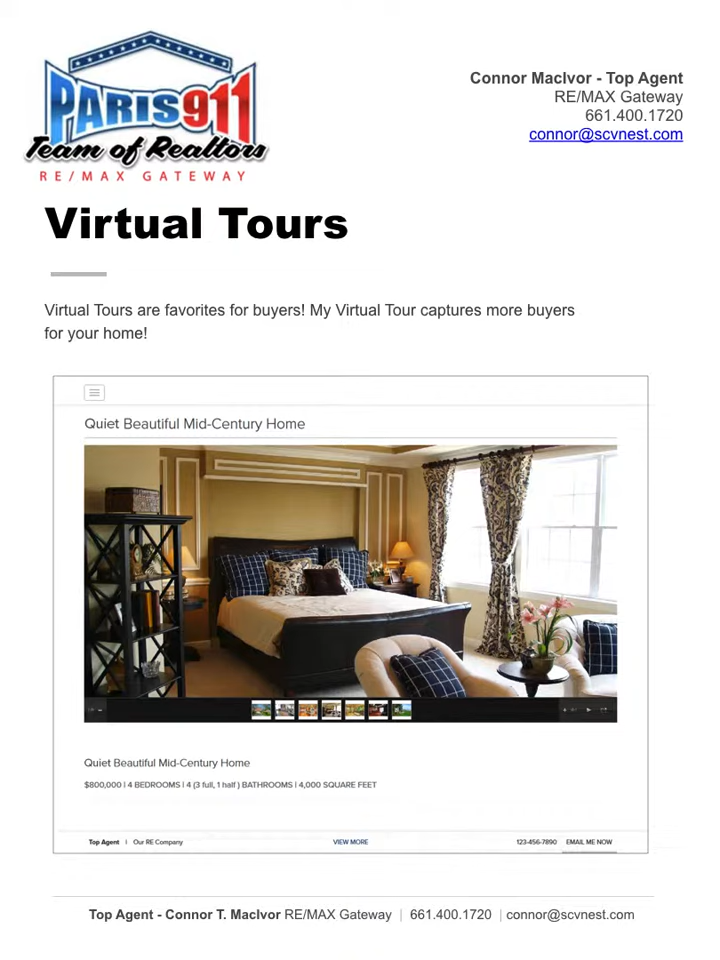 PARIS911
Team of Realtors
RE/MAX GATEWAY
Connor MacIvor - Top Agent
RE/MAX Gateway
661.400.1720
connor@scvnest.com
Virtual Tours
Virtual Tours are favorites for buyers! My Virtual Tour captures more buyers
for your home!
Quiet Beautiful Mid-Century Home
Quiet Beautiful Mid-Century Home
$800,000 | 4 BEDROOMS | 4 (3 full, 1 half ) BATHROOMS | 4,000 SQUARE FEET
Top Agent | Our RE Company VIEW MORE 123-456-7890 EMAIL ME NOW
Top Agent - Connor T. MacIvor RE/MAX Gateway | 661.400.1720 | connor@scvnest.com